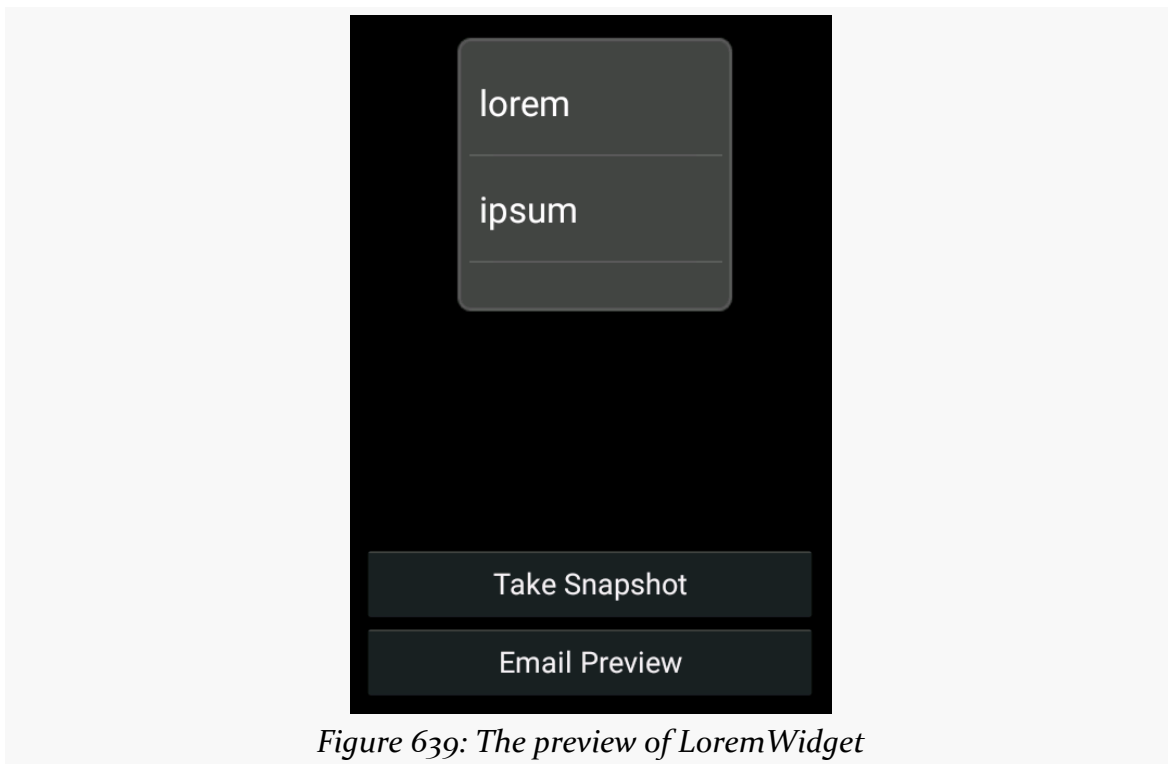 lorem
ipsum
Take Snapshot
Email Preview
Figure 639: The preview of LoremWidget